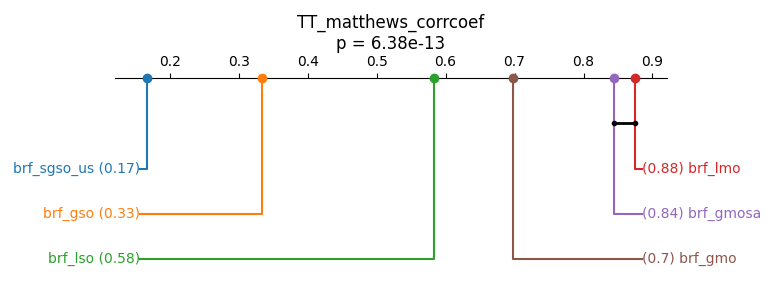 TT_matthews_corrcoef
p = 6.38e-13
0.2 0.3 0.4 0.5 0.6 0.7 0.8 0.9
brf_sgso_us (0.17) (0.88) brf_lmo
brf_gso (0.33) (0.84) brf_gmosa
brf_lso (0.58) (0.7) brf_gmo